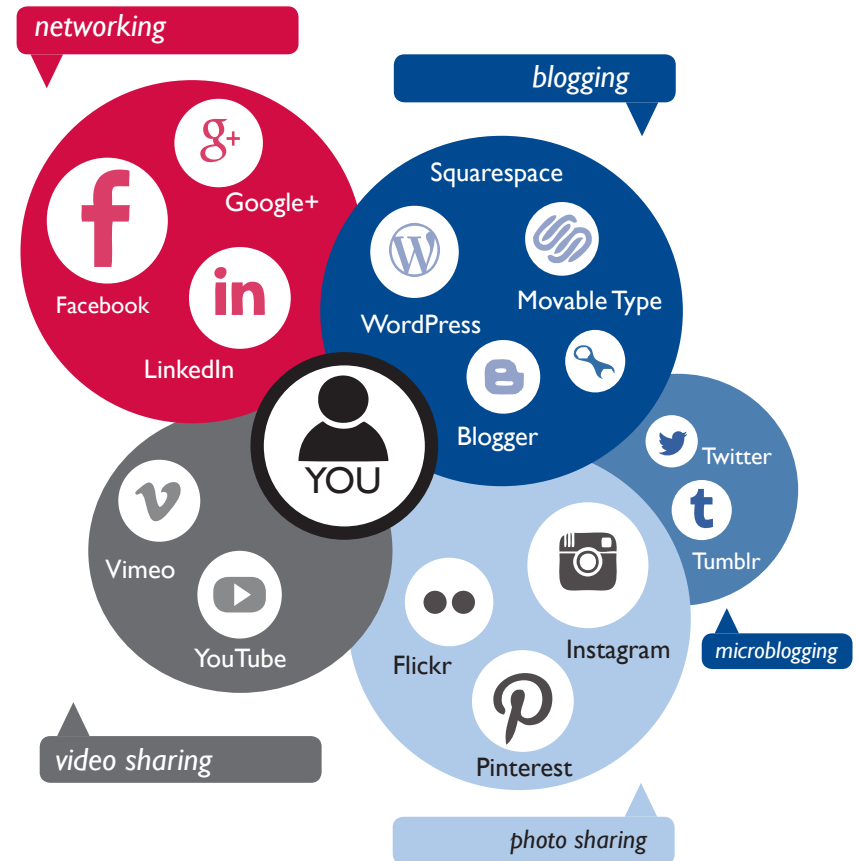 networking
blogging
g+
Google+
f
Facebook
in
LinkedIn
Squarespace
W
WordPress
Movable Type
B
Blogger
YOU
Twitter
t
Tumblr
microblogging
v
Vimeo
YouTube
video sharing
Flickr
Instagram
P
Pinterest
photo sharing